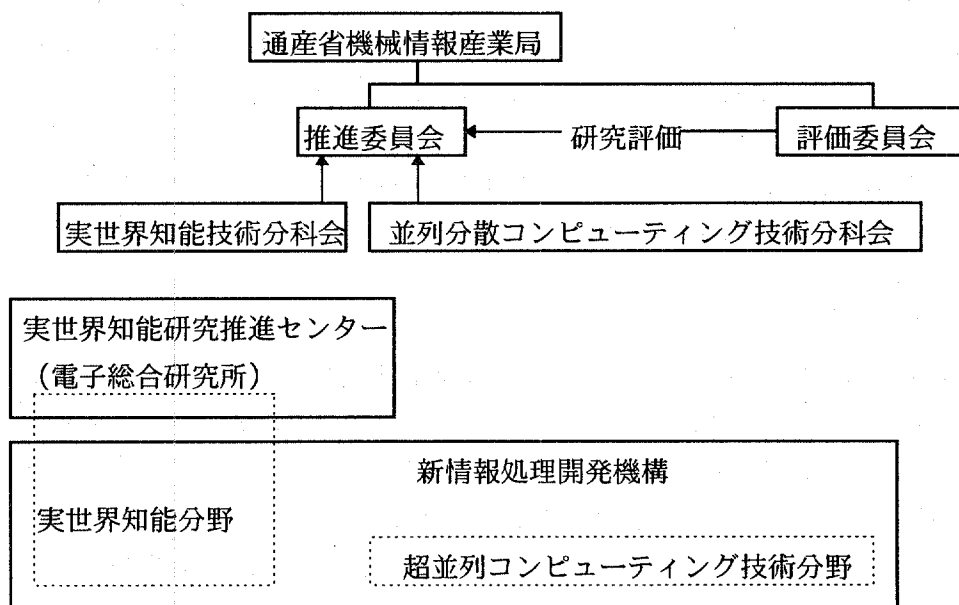 通産省機械情報産業局
推進委員会
研究評価
評価委員会
実世界知能技術分科会
並列分散コンピューティング技術分科会
実世界知能研究推進センター
（電子総合研究所）
新情報処理開発機構
実世界知能分野
超並列コンピューティング技術分野